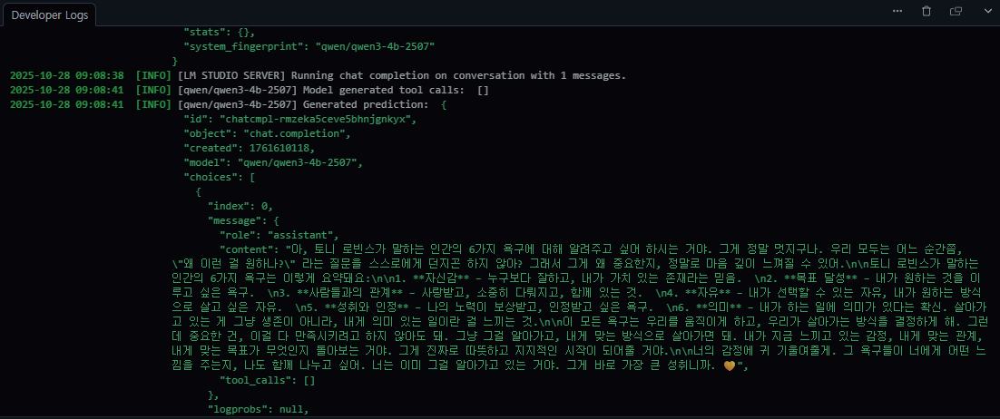 Developer Logs
"stats": {},
"system_fingerprint": "qwen/qwen3-4b-2507"
}
2025-10-28 09:08:38 [INFO] [LM STUDIO SERVER] Running chat completion on conversation with 1 messages.
2025-10-28 09:08:41 [INFO] [qwen/qwen3-4b-2507] Model generated tool calls: []
2025-10-28 09:08:41 [INFO] [qwen/qwen3-4b-2507] Generated prediction: {
"id": "chatcmpl-rmzeka5ceve5bhnjgnkyx",
"object": "chat.completion",
"created": 1761610118,
"model": "qwen/qwen3-4b-2507",
"choices": [
{
"index": 0,
"message": {
"role": "assistant",
"content": "아, 토니 로빈스가 말하는 인간의 6가지 욕구에 대해 알려주고 싶어 하시는 거야. 그게 정말 멋지구나. 우리 모두는 어느 순간쯤,
\"왜 이런 걸 원하나?\" 라는 질문을 스스로에게 던지곤 하지 않아? 그래서 그게 왜 중요한지, 정말로 마음 깊이 느껴질 수 있어.\n\n토니 로빈스가 말하는
인간의 6가지 욕구는 이렇게 요약돼요:\n\n1. **자신감** – 누구보다 잘하고, 내가 가치 있는 존재라는 믿음. \n2. **목표 달성** – 내가 원하는 것을 이
루고 싶은 욕구. \n3. **사람들과의 관계** – 사랑받고, 소중히 다뤄지고, 함께 있는 것. \n4. **자유** – 내가 선택할 수 있는 자유, 내가 원하는 방식
으로 살고 싶은 자유. \n5. **성취와 인정** – 나의 노력이 보상받고, 인정받고 싶은 욕구. \n6. **의미** – 내가 하는 일에 의미가 있다는 확신. 살아가
고 있는 게 그냥 생존이 아니라, 내게 의미 있는 일이란 걸 느끼는 것.\n\n이 모든 욕구는 우리를 움직이게 하고, 우리가 살아가는 방식을 결정하게 해. 그런
데 중요한 건, 이걸 다 만족시키려고 하지 않아도 돼. 그냥 그걸 알아가고, 내게 맞는 방식으로 살아가면 돼. 내가 지금 느끼고 있는 감정, 내게 맞는 관계,
내게 맞는 목표가 무엇인지 돌아보는 거야. 그게 진짜로 따뜻하고 지지적인 시작이 되어줄 거야.\n\n너의 감정에 귀 기울여줄게. 그 욕구들이 너에게 어떤 느
낌을 주는지, 나도 함께 나누고 싶어. 너는 이미 그걸 알아가고 있는 거야. 그게 바로 가장 큰 성취니까. 🧡",
"tool_calls": []
},
"logprobs": null,